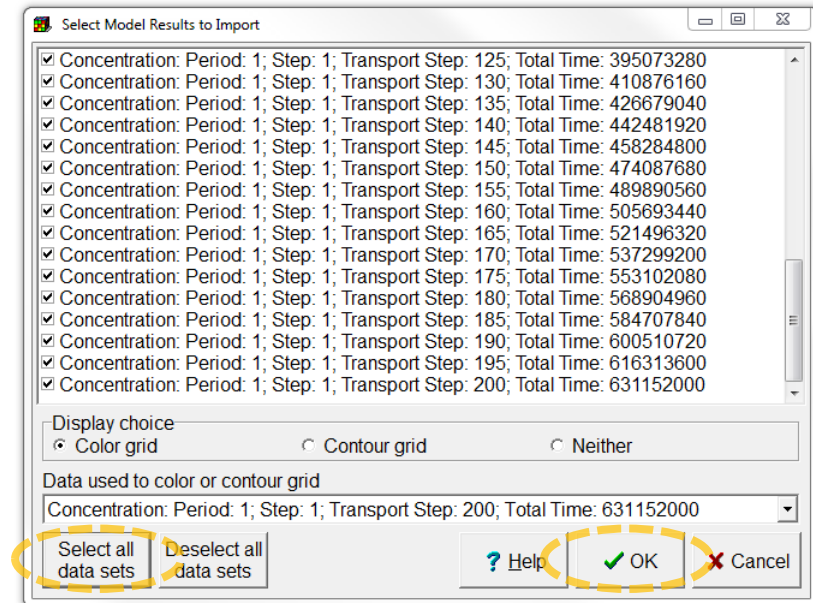 Select Model Results to Import
Concentration: Period: 1; Step: 1; Transport Step: 125; Total Time: 395073280
Concentration: Period: 1; Step: 1; Transport Step: 130; Total Time: 410876160
Concentration: Period: 1; Step: 1; Transport Step: 135; Total Time: 426679040
Concentration: Period: 1; Step: 1; Transport Step: 140; Total Time: 442481920
Concentration: Period: 1; Step: 1; Transport Step: 145; Total Time: 458284800
Concentration: Period: 1; Step: 1; Transport Step: 150; Total Time: 474087680
Concentration: Period: 1; Step: 1; Transport Step: 155; Total Time: 489890560
Concentration: Period: 1; Step: 1; Transport Step: 160; Total Time: 505693440
Concentration: Period: 1; Step: 1; Transport Step: 165; Total Time: 521496320
Concentration: Period: 1; Step: 1; Transport Step: 170; Total Time: 537299200
Concentration: Period: 1; Step: 1; Transport Step: 175; Total Time: 553102080
Concentration: Period: 1; Step: 1; Transport Step: 180; Total Time: 568904960
Concentration: Period: 1; Step: 1; Transport Step: 185; Total Time: 584707840
Concentration: Period: 1; Step: 1; Transport Step: 190; Total Time: 600510720
Concentration: Period: 1; Step: 1; Transport Step: 195; Total Time: 616313600
Concentration: Period: 1; Step: 1; Transport Step: 200; Total Time: 631152000
Display choice
Color grid Contour grid Neither
Data used to color or contour grid
Concentration: Period: 1; Step: 1; Transport Step: 200; Total Time: 631152000
Select all
data sets
Deselect all
data sets
? Help
OK
Cancel